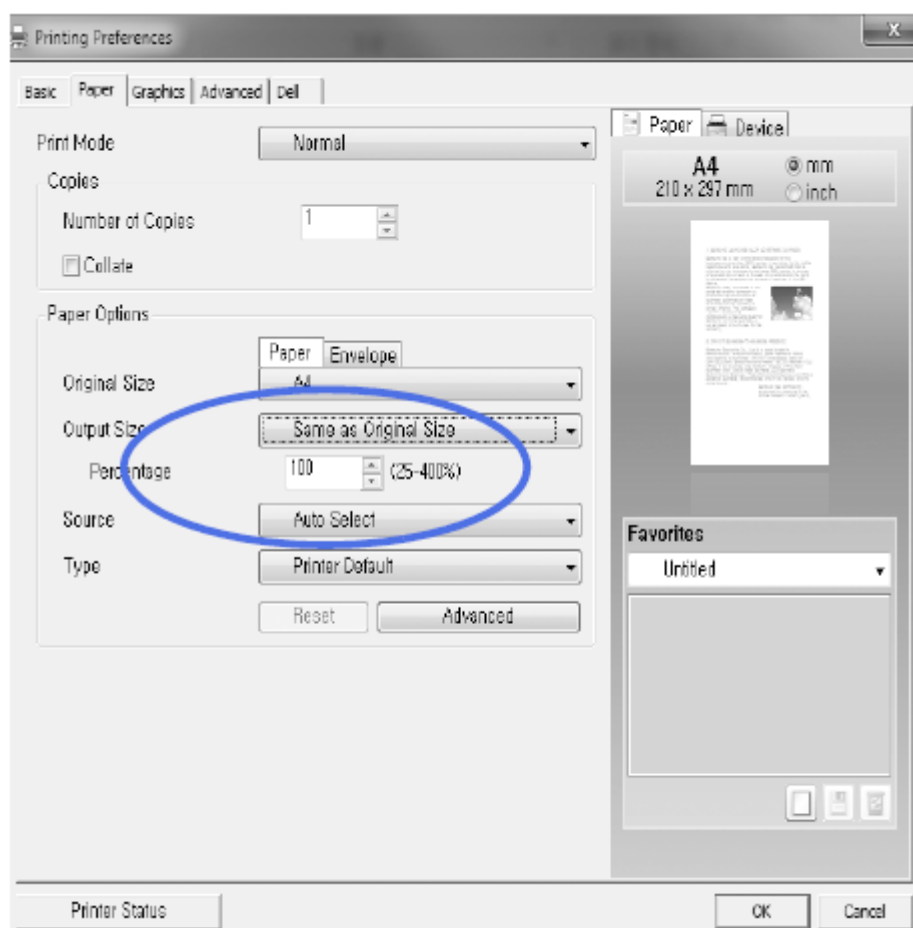 Printing Preferences
X
Basic Paper Graphics Advanced Dell
Print Mode Normal
Copies
Number of Copies 1
Collate
Paper Options
Paper Envelope
Original Size A4
Output Size Same as Original Size
Percentage 100 (25-400%)
Source Auto Select
Type Printer Default
Reset Advanced
Paper Device
A4 mm
210 x 297 mm inch
Favorites
Untitled
Printer Status OK Cancel